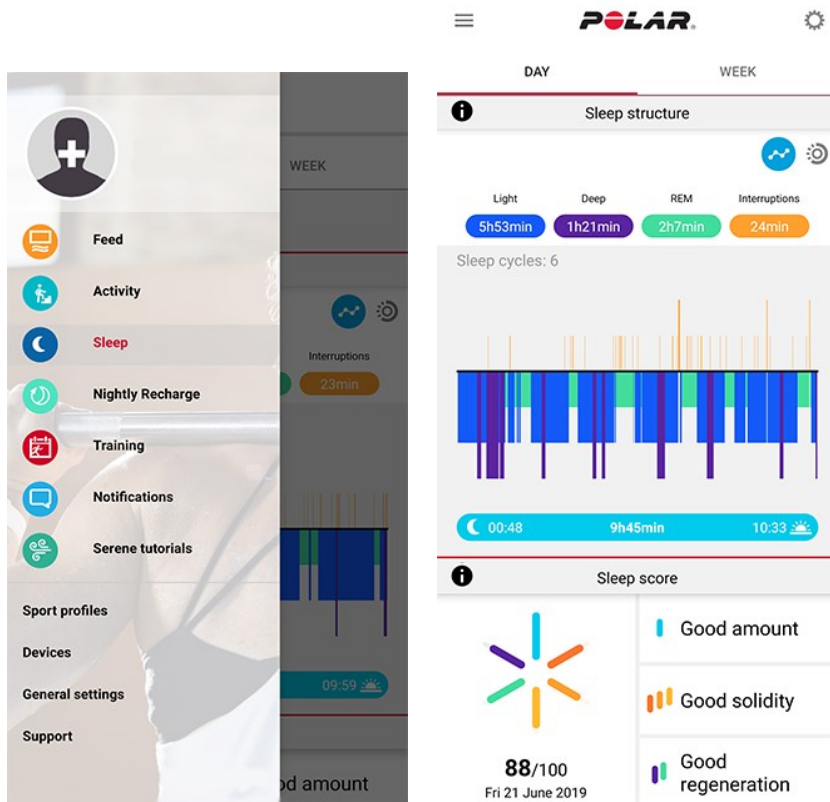 WEEK
Feed
Activity
Sleep
Interruptions
23min
Nightly Recharge
Training
Notifications
Serene tutorials
Sport profiles
Devices
General settings
09:59
Support
od amount
POLAR.
DAY WEEK
Sleep structure
Light Deep REM Interruptions
5h53min 1h21min 2h7min 24min
Sleep cycles: 6
00:48 9h45min 10:33
Sleep score
Good amount
Good solidity
Good
regeneration
88/100
Fri 21 June 2019